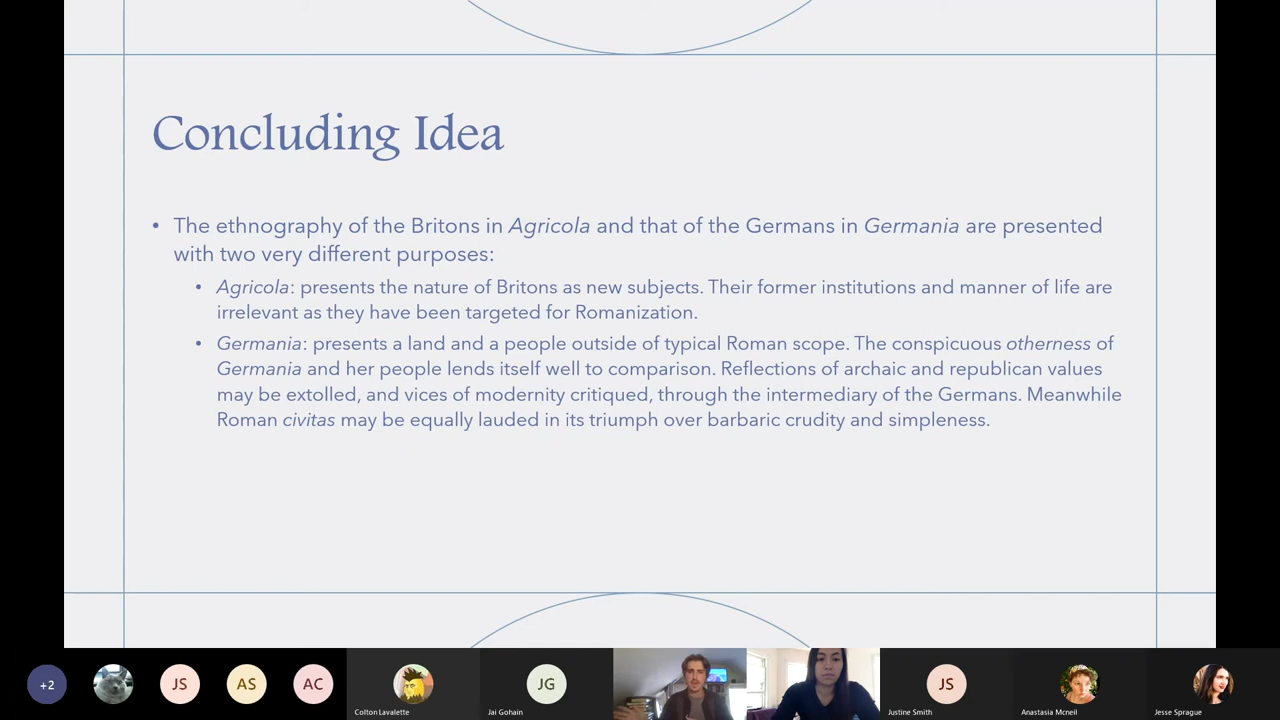 Concluding Idea
• The ethnography of the Britons in Agricola and that of the Germans in Germania are presented
with two very different purposes:
• Agricola: presents the nature of Britons as new subjects. Their former institutions and manner of life are
irrelevant as they have been targeted for Romanization.
• Germania: presents a land and a people outside of typical Roman scope. The conspicuous otherness of
Germania and her people lends itself well to comparison. Reflections of archaic and republican values
may be extolled, and vices of modernity critiqued, through the intermediary of the Germans. Meanwhile
Roman civitas may be equally lauded in its triumph over barbaric crudity and simpleness.
+2
JS
AS
AC
Colton Lavalette
JG
Jai Gohain
JS
Justine Smith
Anastasia Mcneil
Jesse Sprague